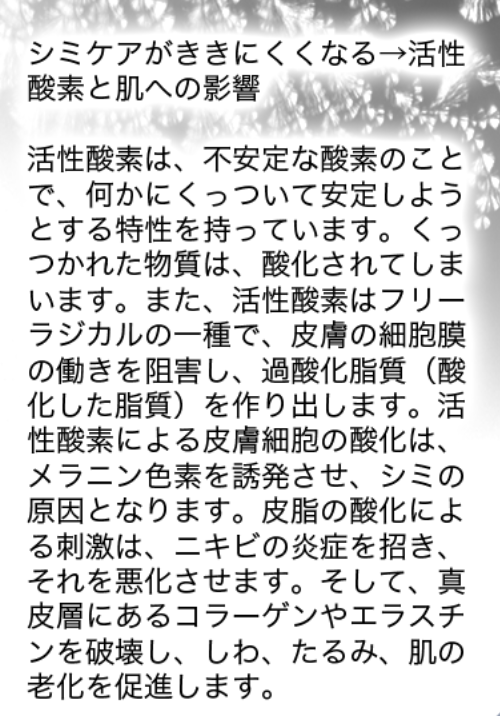 シミケアがききにくくなる→活性
酸素と肌への影響
活性酸素は、不安定な酸素のこと
で、何かにくっついて安定しよう
とする特性を持っています。くっ
つかれた物質は、酸化されてしま
います。また、活性酸素はフリー
ラジカルの一種で、皮膚の細胞膜
の働きを阻害し、過酸化脂質（酸
化した脂質）を作り出します。活
性酸素による皮膚細胞の酸化は、
メラニン色素を誘発させ、シミの
原因となります。皮脂の酸化によ
る刺激は、ニキビの炎症を招き、
それを悪化させます。そして、真
皮層にあるコラーゲンやエラスチ
ンを破壊し、しわ、たるみ、肌の
老化を促進します。